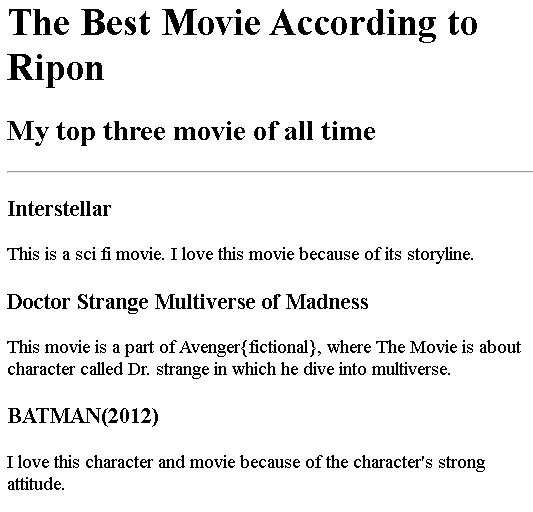 The Best Movie According to
Ripon
My top three movie of all time
Interstellar
This is a sci fi movie. I love this movie because of its storyline.
Doctor Strange Multiverse of Madness
This movie is a part of Avenger{fictional}, where The Movie is about
character called Dr. strange in which he dive into multiverse.
BATMAN(2012)
I love this character and movie because of the character's strong
attitude.